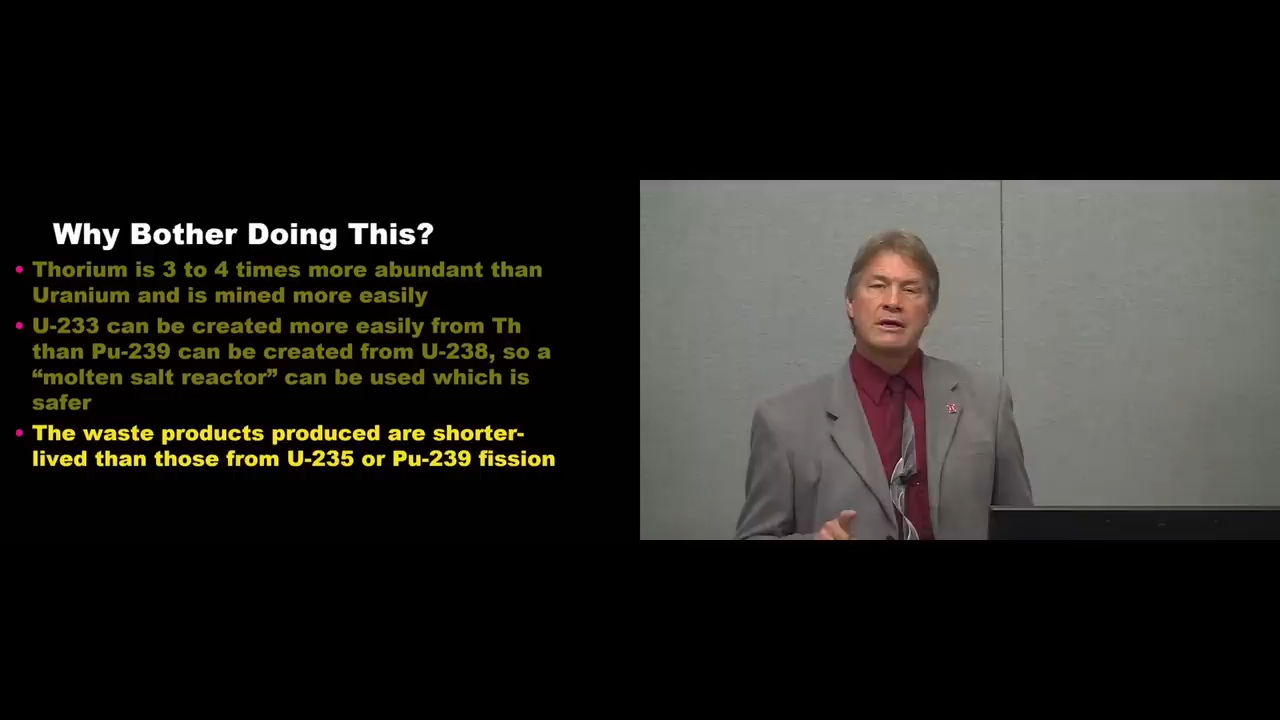 Why Bother Doing This?
• Thorium is 3 to 4 times more abundant than
Uranium and is mined more easily
• U-233 can be created more easily from Th
than Pu-239 can be created from U-238, so a
“molten salt reactor” can be used which is
safer
• The waste products produced are shorter-
lived than those from U-235 or Pu-239 fission